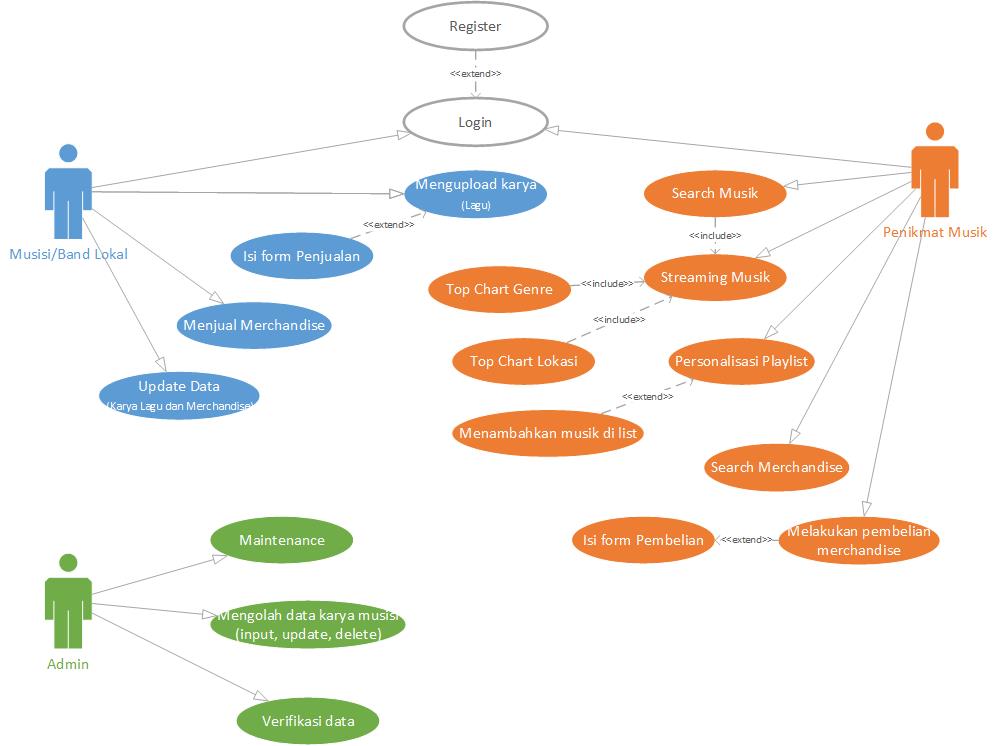 Register
<<extend>>
Login
Mengupload karya
(Lagu)
Search Musik
Penikmat Musik
<<extend>>
<<include>>
Musisi/Band Lokal
Isi form Penjualan
Streaming Musik
Top Chart Genre
<<include>>
<<include>>
Menjual Merchandise
Top Chart Lokasi
Personalisasi Playlist
Update Data
(Karya Lagu dan Merchandise)
<<extend>>
Menambahkan musik di list
Search Merchandise
Maintenance
Isi form Pembelian
<<extend>>
Melakukan pembelian
merchandise
Mengolah data karya musisi
(input, update, delete)
Admin
Verifikasi data